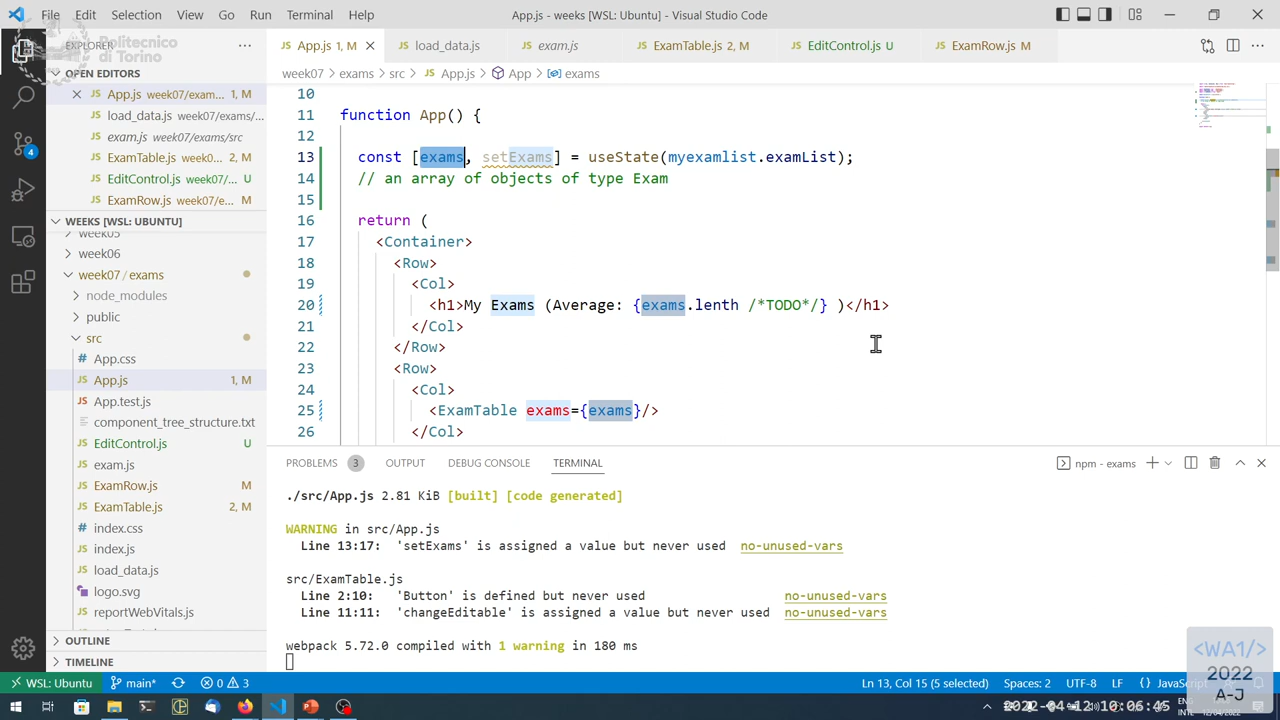 File Edit Selection View Go Run Terminal Help App.js - weeks [WSL: Ubuntu] - Visual Studio Code
EXPLORER
Politecnico
di Torino
App.js 1, M
load_data.js
exam.js
ExamTable.js 2, M
EditControl.js U
ExamRow.js M
OPEN EDITORS
App.js week07/exam... 1, M
load_data.js week07/exams/...
exam.js week07/exams/src
ExamTable.js week0... 2, M
EditControl.js week07/... U
ExamRow.js week07/e... M
WEEKS [WSL: UBUNTU]
week05
week06
week07 / exams
node_modules
public
src
App.css
App.js 1, M
App.test.js
component_tree_structure.txt
EditControl.js U
exam.js
ExamRow.js M
ExamTable.js 2, M
index.css
index.js
load_data.js
logo.svg
reportWebVitals.js
OUTLINE
TIMELINE
4
week07 > exams > src > App.js > App > exams
10
11 function App() {
12
13 const [exams, setExams] = useState(myexamlist.examList);
14 // an array of objects of type Exam
15
16 return (
17 <Container>
18 <Row>
19 <Col>
20 <h1>My Exams (Average: {exams.lenth /*TODO*/} )</h1>
21 </Col>
22 </Row>
23 <Row>
24 <Col>
25 <ExamTable exams={exams}/>
26 </Col>
PROBLEMS 3 OUTPUT DEBUG CONSOLE TERMINAL npm - exams
./src/App.js 2.81 KiB [built] [code generated]
WARNING in src/App.js
Line 13:17: 'setExams' is assigned a value but never used no-unused-vars
src/ExamTable.js
Line 2:10: 'Button' is defined but never used no-unused-vars
Line 11:11: 'changeEditable' is assigned a value but never used no-unused-vars
webpack 5.72.0 compiled with 1 warning in 180 ms
<WA1/>
2022
A-J
WSL: Ubuntu main* 0 3 Ln 13, Col 15 (5 selected) Spaces: 2 UTF-8 LF {} JavaScript
ENG
INTL
2022-04-12 10:06:45